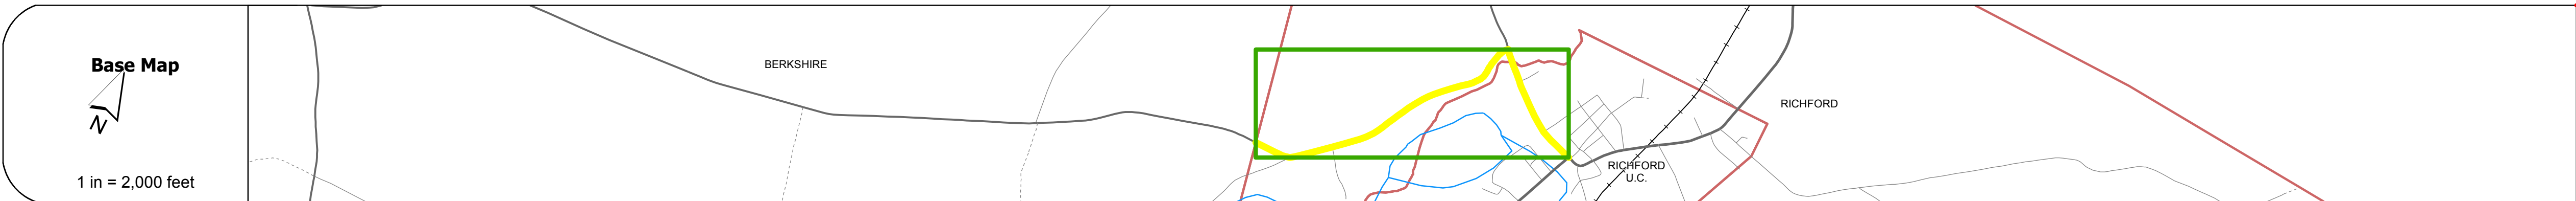 Base Map
N
1 in = 2,000 feet
BERKSHIRE
RICHFORD
RICHFORD
U.C.